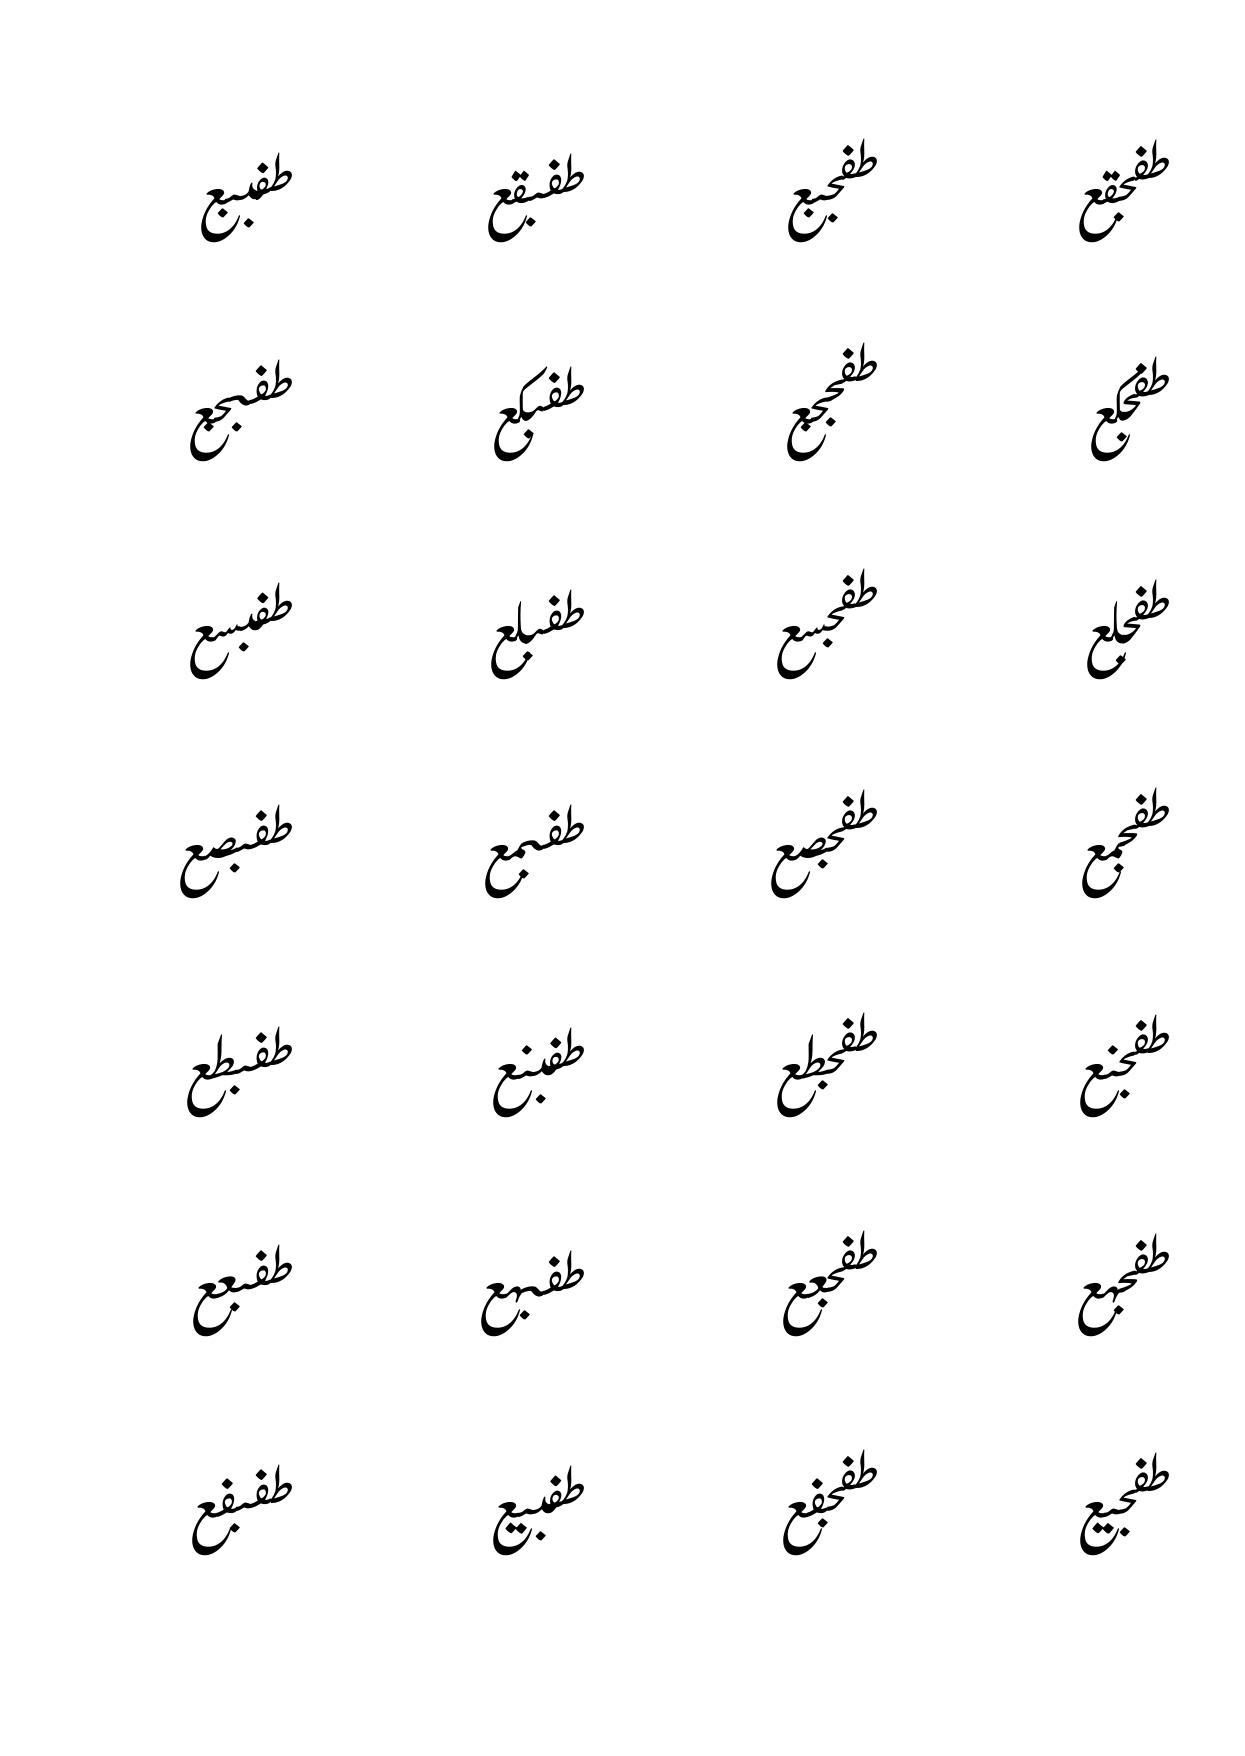 طفجقع طفجبع طفبقع طفببع
طفجكع طفججع طفبكع طفبجع
طفجلع طفجسع طفبلع طفبسع
طفجمع طفجصع طفبمع طفبصع
طفجنع طفجطع طفبنع طفبطع
طفجهع طفجعع طفبهع طفبعع
طفجيع طفجفع طفبيع طفبفع